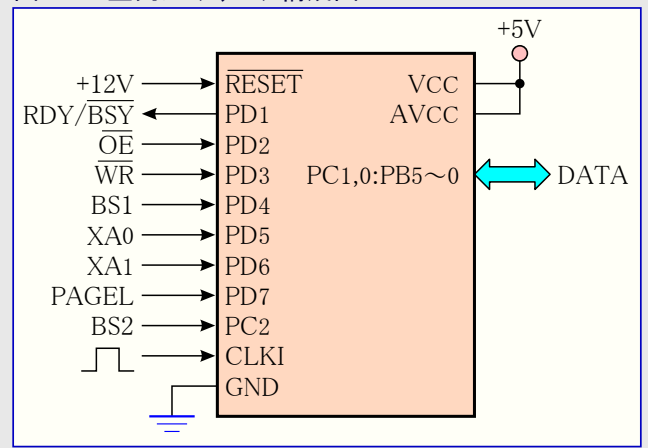 +5V
+12V RESET VCC
RDY/BSY PD1 AVCC
OE PD2
WR PD3 PC1,0:PB5～0 DATA
BS1 PD4
XA0 PD5
XA1 PD6
PAGEL PD7
BS2 PC2
CLKI
GND